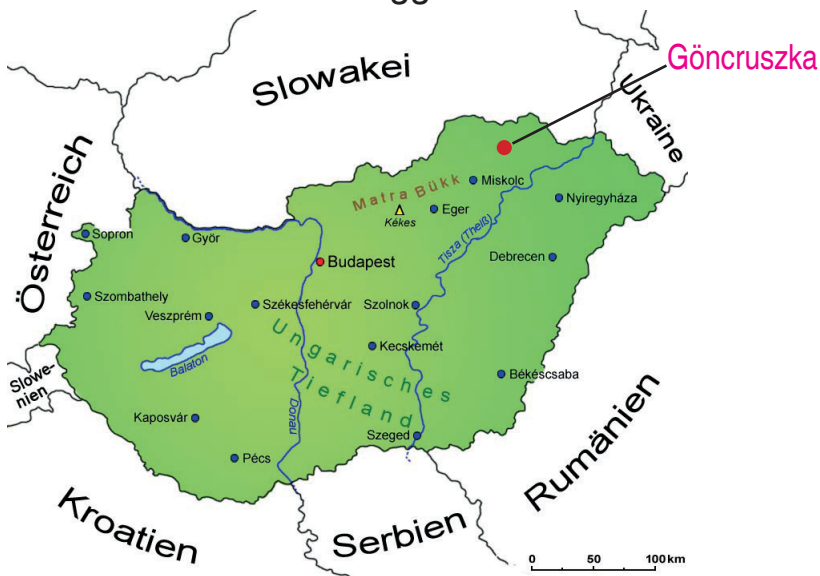 gg
Slowakei
Göncruszka
Ukraine
Österreich
Matra Bükk
Miskolc
Nyiregyháza
Kékes
Eger
Sopron
Györ
Tisza (Theiß)
Budapest
Debrecen
Szombathely
Székesfehérvár
Szolnok
Veszprém
Ungarisches
Tiefland
Kecskemét
Balaton
Slowe-
nien
Békéscsaba
Kaposvár
Donau
Szeged
Pécs
Rumänien
Kroatien
Serbien
0 50 100 km